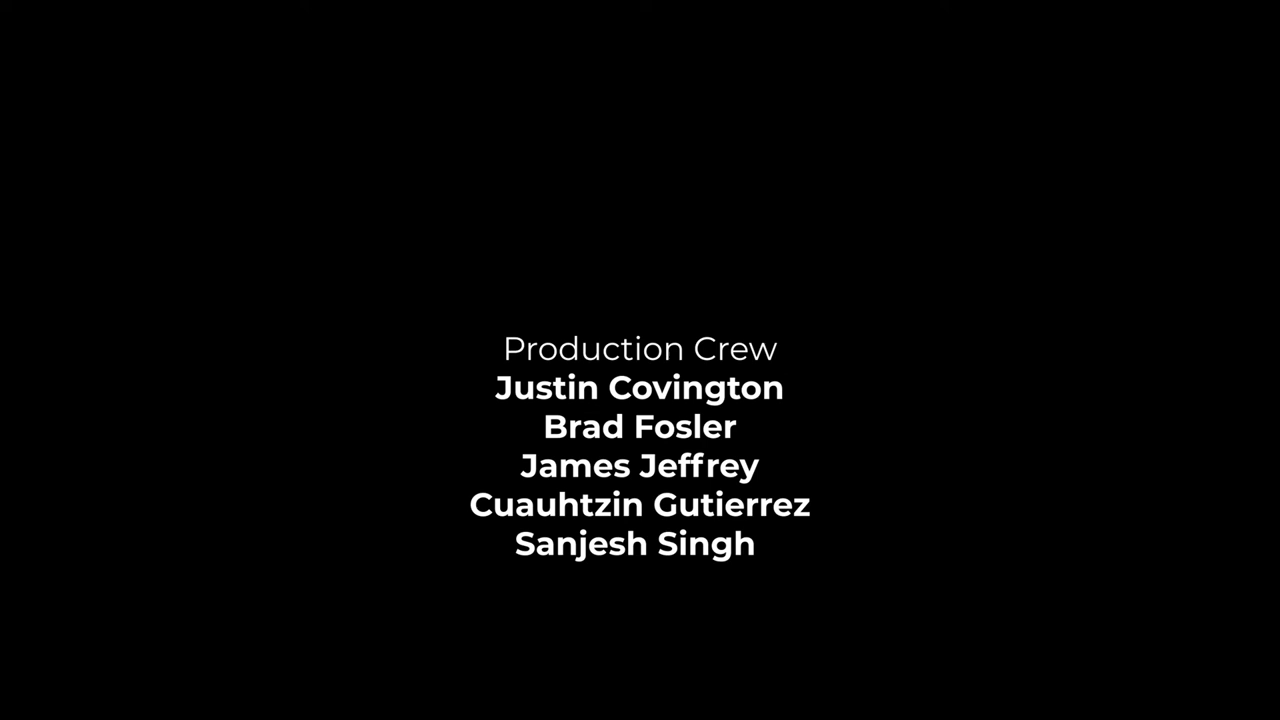 Production Crew
Justin Covington
Brad Fosler
James Jeffrey
Cuauhtzin Gutierrez
Sanjesh Singh